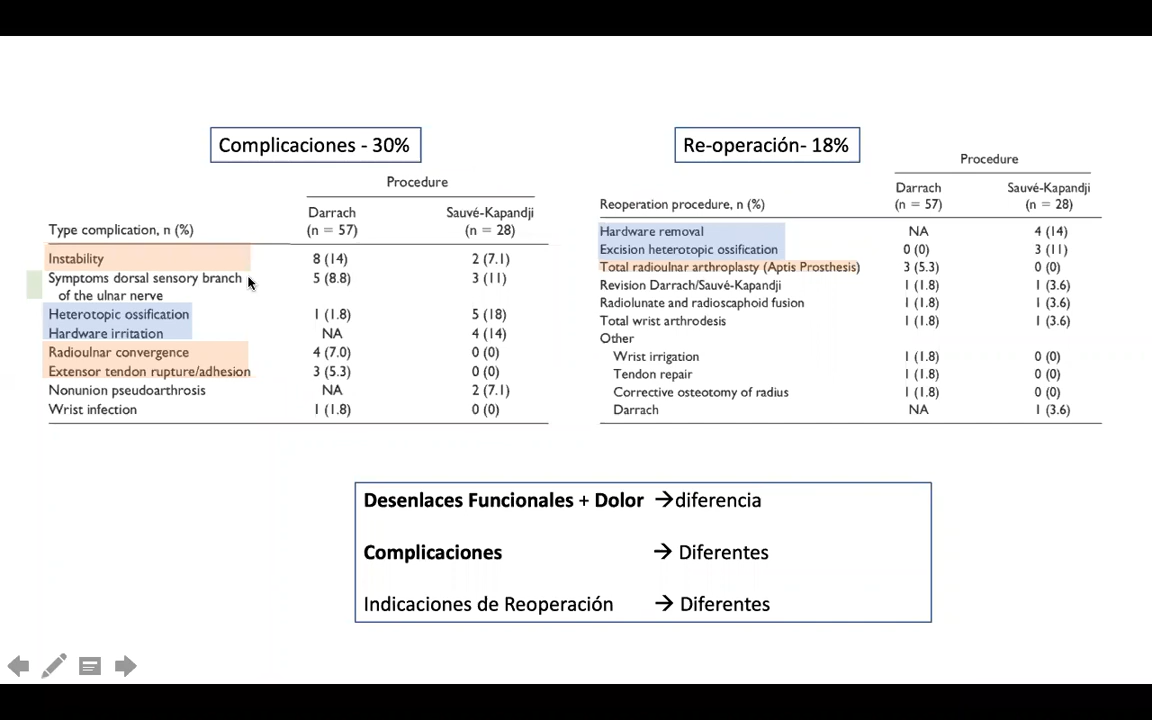 Complicaciones - 30%
Procedure
Darrach Sauvé-Kapandji
Type complication, n (%) (n = 57) (n = 28)
Instability 8 (14) 2 (7.1)
Symptoms dorsal sensory branch 5 (8.8) 3 (11)
of the ulnar nerve
Heterotopic ossification 1 (1.8) 5 (18)
Hardware irritation NA 4 (14)
Radioulnar convergence 4 (7.0) 0 (0)
Extensor tendon rupture/adhesion 3 (5.3) 0 (0)
Nonunion pseudoarthrosis NA 2 (7.1)
Wrist infection 1 (1.8) 0 (0)
Re-operación- 18%
Procedure
Darrach Sauvé-Kapandji
Reoperation procedure, n (%) (n = 57) (n = 28)
Hardware removal NA 4 (14)
Excision heterotopic ossification 0 (0) 3 (11)
Total radioulnar arthroplasty (Aptis Prosthesis) 3 (5.3) 0 (0)
Revision Darrach/Sauvé-Kapandji 1 (1.8) 1 (3.6)
Radiolunate and radioscaphoid fusion 1 (1.8) 1 (3.6)
Total wrist arthrodesis 1 (1.8) 1 (3.6)
Other
Wrist irrigation 1 (1.8) 0 (0)
Tendon repair 1 (1.8) 0 (0)
Corrective osteotomy of radius 1 (1.8) 0 (0)
Darrach NA 1 (3.6)
Desenlaces Funcionales + Dolor → diferencia
Complicaciones → Diferentes
Indicaciones de Reoperación → Diferentes